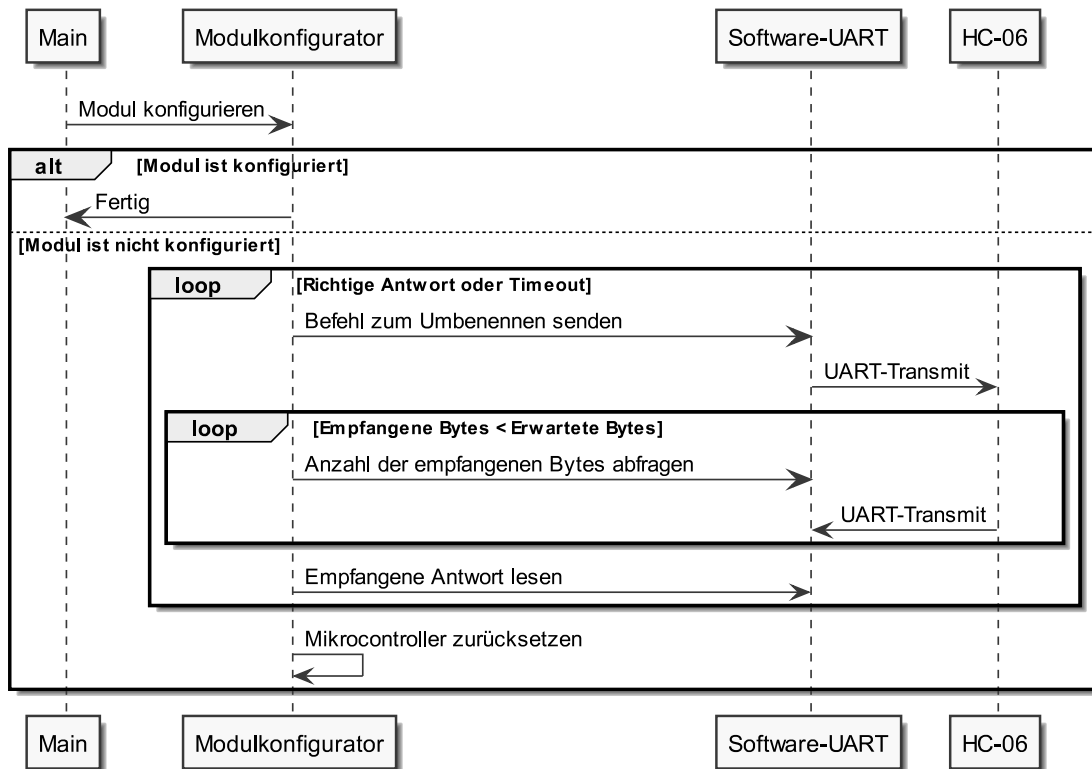 Main Modulkonfigurator Software-UART HC-06
Modul konfigurieren
alt [Modul ist konfiguriert]
Fertig
[Modul ist nicht konfiguriert]
loop [Richtige Antwort oder Timeout]
Befehl zum Umbenennen senden
UART-Transmit
loop [Empfangene Bytes < Erwartete Bytes]
Anzahl der empfangenen Bytes abfragen
UART-Transmit
Empfangene Antwort lesen
Mikrocontroller zurücksetzen
Main Modulkonfigurator Software-UART HC-06